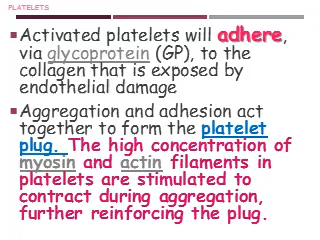 PLATELETS
▪Activated platelets will adhere,
via glycoprotein (GP), to the
collagen that is exposed by
endothelial damage
▪Aggregation and adhesion act
together to form the platelet
plug. The high concentration of
myosin and actin filaments in
platelets are stimulated to
contract during aggregation,
further reinforcing the plug.